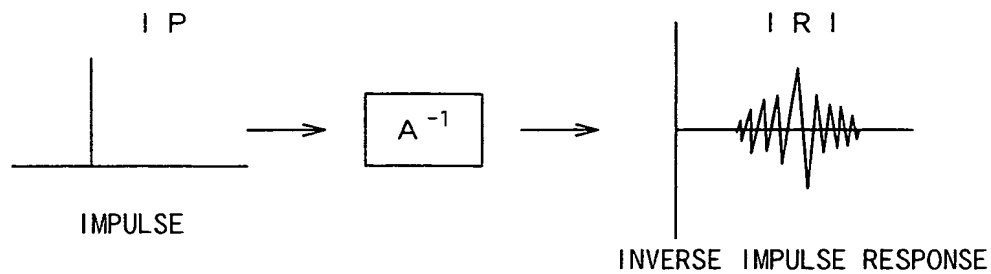 IP
IRI
A⁻¹
IMPULSE
INVERSE IMPULSE RESPONSE